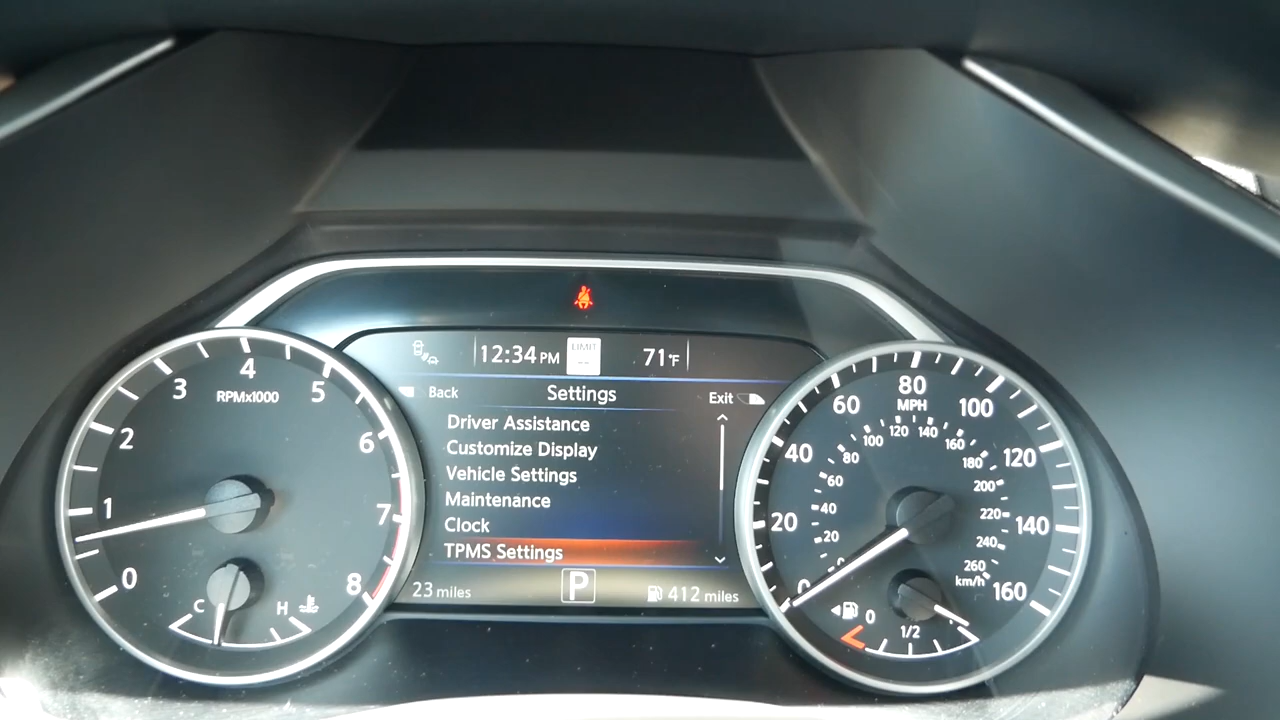 12:34 PM
LIMIT
--
71°F
Back
Settings
Exit
Driver Assistance
Customize Display
Vehicle Settings
Maintenance
Clock
TPMS Settings
23 miles
P
412 miles
0
1
2
3
4
5
6
7
8
RPMx1000
C
H
0
20
40
60
80
100
120
140
160
MPH
20
40
60
80
100
120
140
160
180
200
220
240
260
km/h
0
1/2